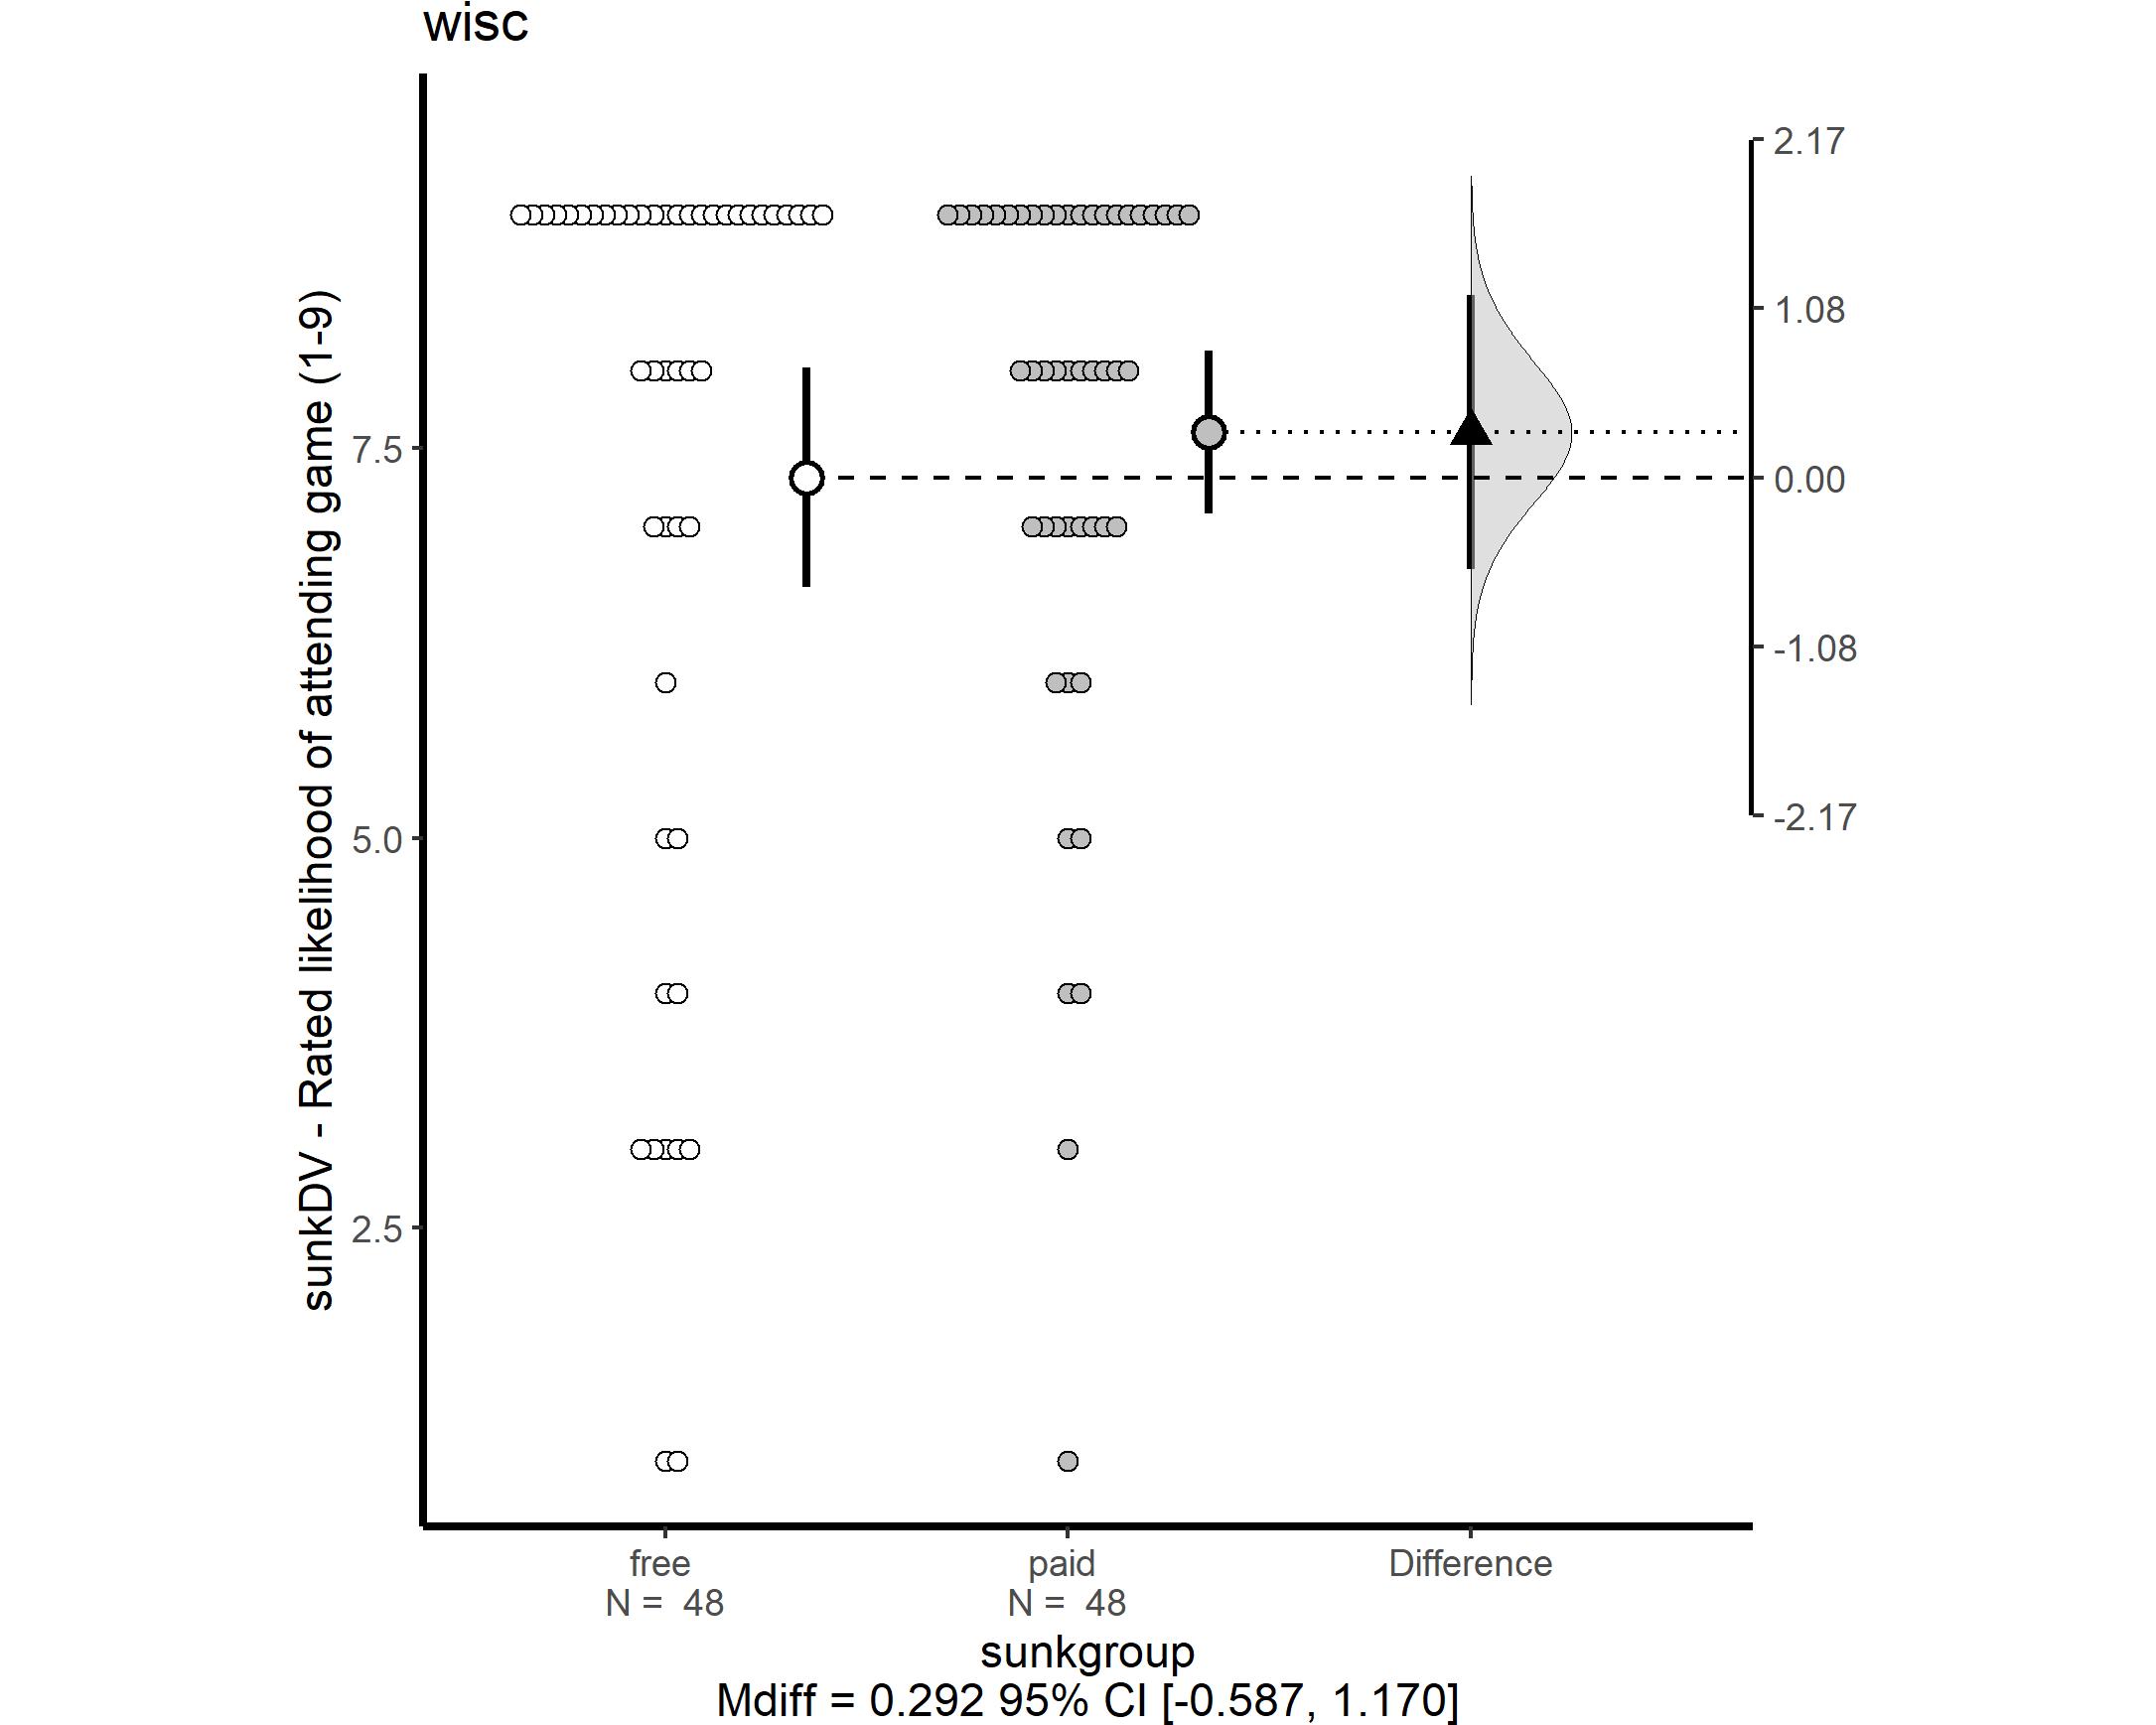 wisc
sunkDV - Rated likelihood of attending game (1-9)
7.5
5.0
2.5
2.17
1.08
0.00
-1.08
-2.17
free
N =  48
paid
N =  48
Difference
sunkgroup
Mdiff = 0.292 95% CI [-0.587, 1.170]